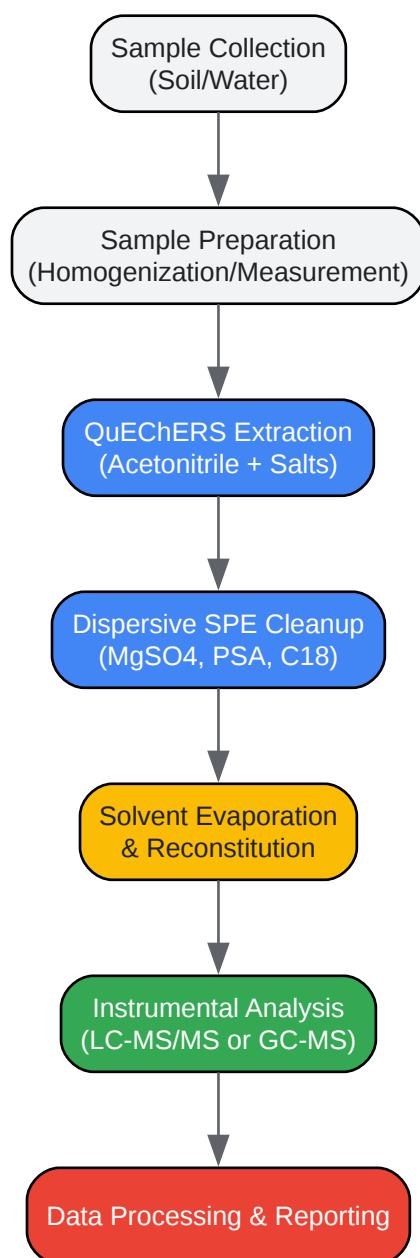 Sample Collection
(Soil/Water)
Sample Preparation
(Homogenization/Measurement)
QuEChERS Extraction
(Acetonitrile + Salts)
Dispersive SPE Cleanup
(MgSO4, PSA, C18)
Solvent Evaporation
& Reconstitution
Instrumental Analysis
(LC-MS/MS or GC-MS)
Data Processing & Reporting